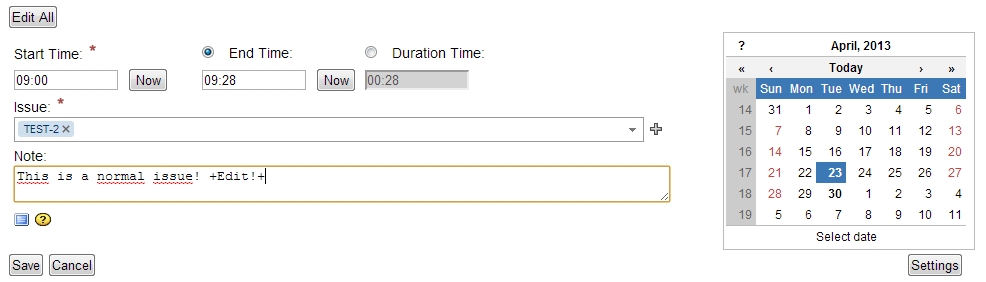 Edit All
Start Time: * End Time: Duration Time:
09:00 Now 09:28 Now 00:28
Issue: *
TEST-2 ×
Note:
This is a normal issue! +Edit!+
?
Save Cancel
? April, 2013
« ‹ Today › »
wk Sun Mon Tue Wed Thu Fri Sat
14 31 1 2 3 4 5 6
15 7 8 9 10 11 12 13
16 14 15 16 17 18 19 20
17 21 22 23 24 25 26 27
18 28 29 30 1 2 3 4
19 5 6 7 8 9 10 11
Select date
Settings